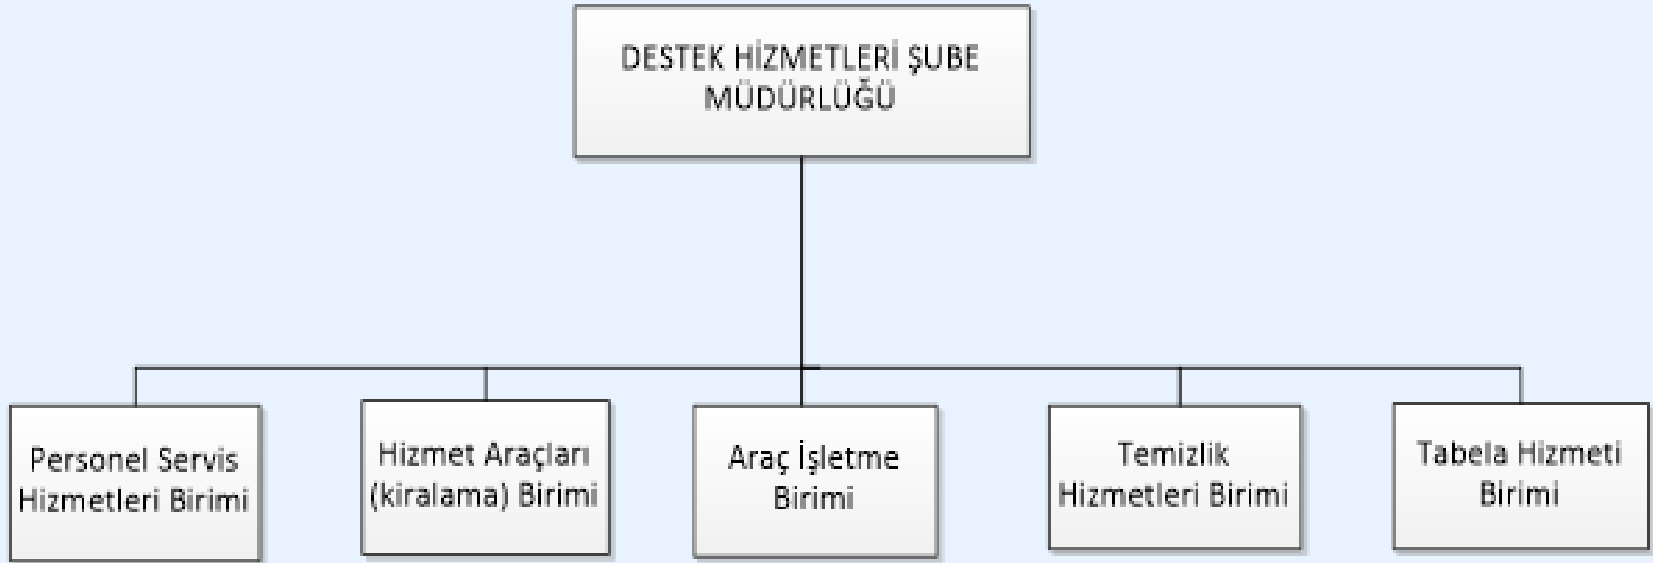 DESTEK HİZMETLERİ ŞUBE
MÜDÜRLÜĞÜ
Personel Servis
Hizmetleri Birimi
Hizmet Araçları
(kiralama) Birimi
Araç İşletme
Birimi
Temizlik
Hizmetleri Birimi
Tabela Hizmeti
Birimi